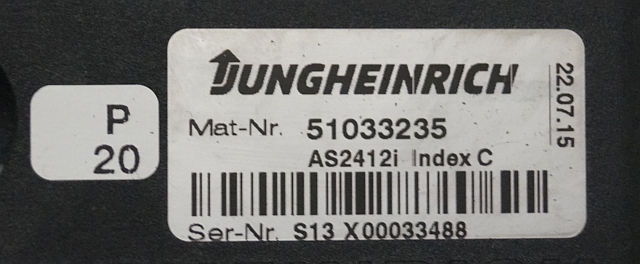 P
20
JUNGHEINRICH
22.07.15
Mat-Nr. 51033235
AS2412i Index C
Ser-Nr. S13 X00033488